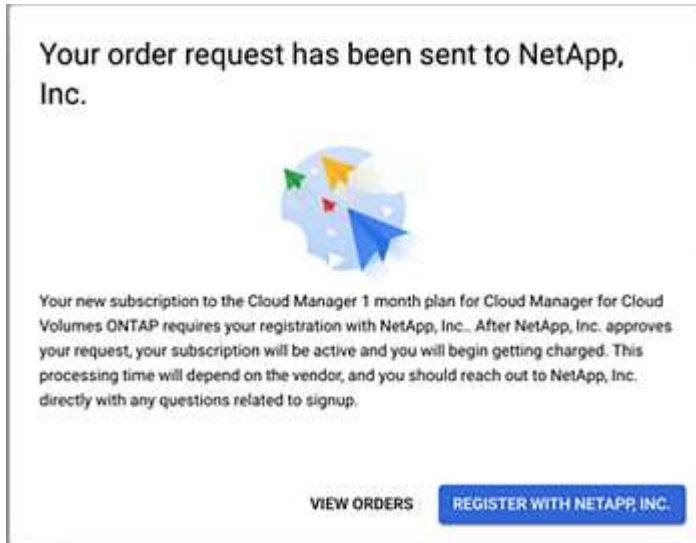 Your order request has been sent to NetApp,
Inc.
Your new subscription to the Cloud Manager 1 month plan for Cloud Manager for Cloud
Volumes ONTAP requires your registration with NetApp, Inc.. After NetApp, Inc. approves
your request, your subscription will be active and you will begin getting charged. This
processing time will depend on the vendor, and you should reach out to NetApp, Inc.
directly with any questions related to signup.
VIEW ORDERS REGISTER WITH NETAPP, INC.